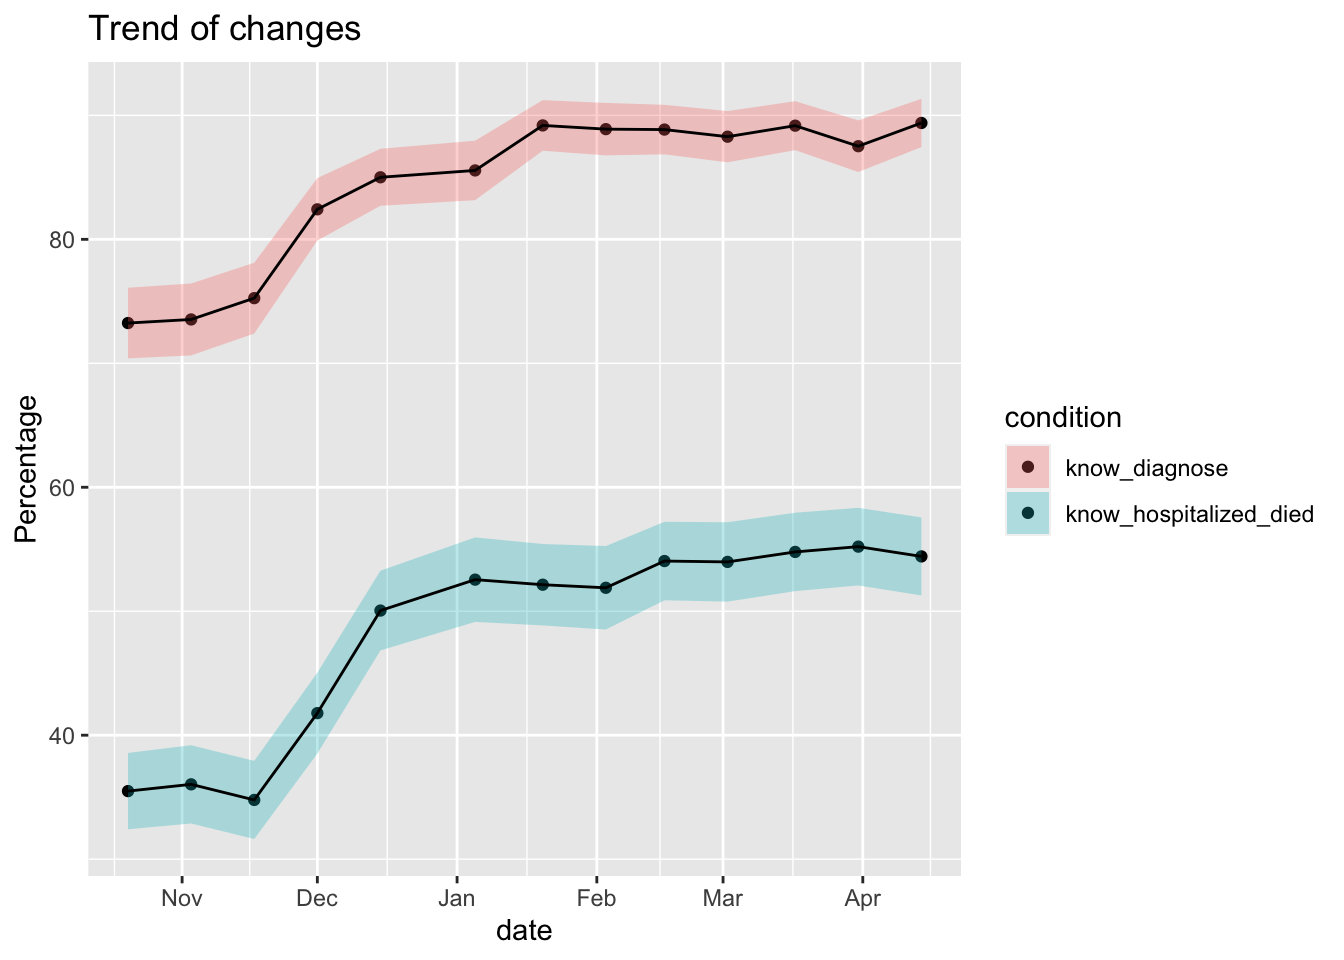 Trend of changes
Percentage
80
60
40
Nov Dec Jan Feb Mar Apr
date
condition
know_diagnose
know_hospitalized_died